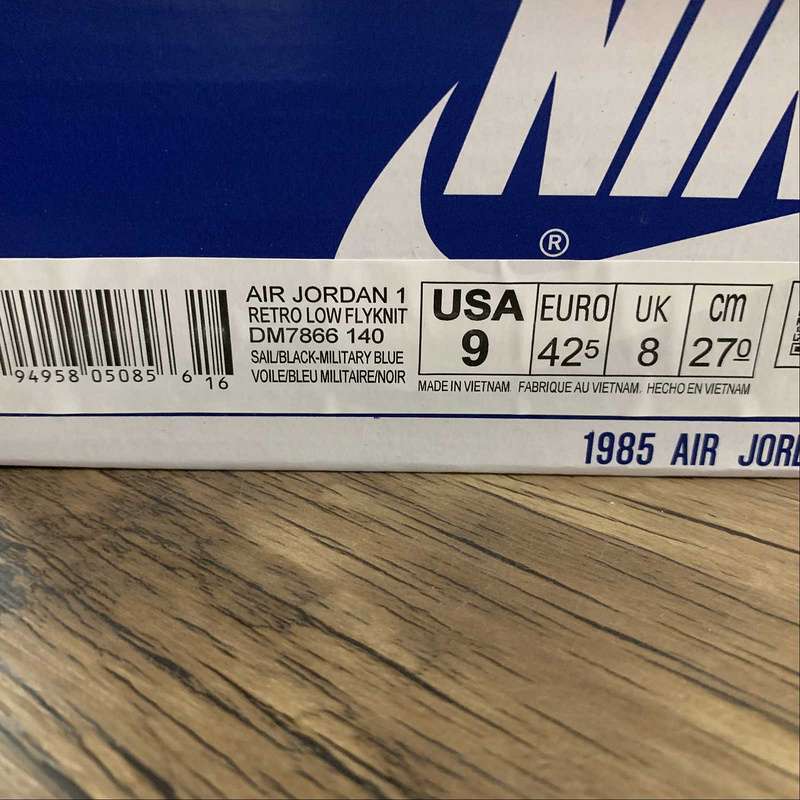 NIK
®
AIR JORDAN 1
RETRO LOW FLYKNIT
DM7866 140
SAIL/BLACK-MILITARY BLUE
VOILE/BLEU MILITAIRE/NOIR
94958 05085 6 16
USA EURO UK cm
9 425 8 270
MADE IN VIETNAM FABRIQUE AU VIETNAM. HECHO EN VIETNAM
1985 AIR JORD